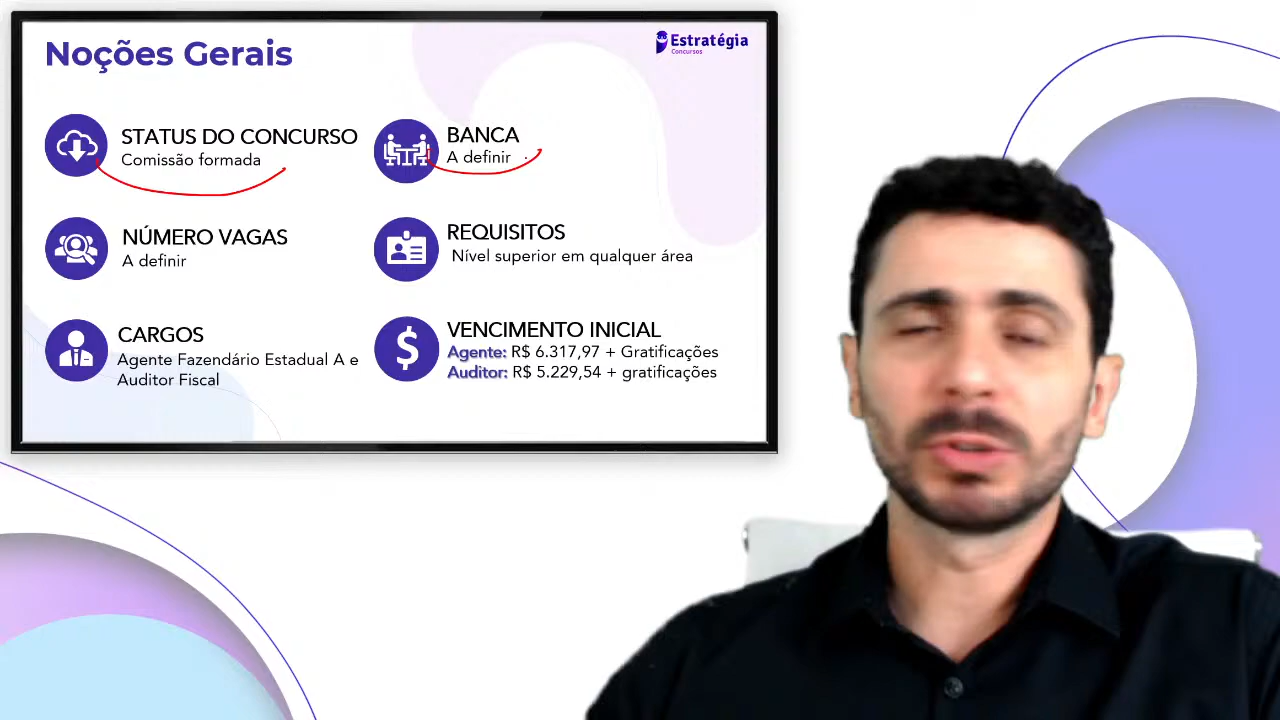 Noções Gerais
Estratégia
Concursos
STATUS DO CONCURSO
Comissão formada
BANCA
A definir
NÚMERO VAGAS
A definir
REQUISITOS
Nível superior em qualquer área
CARGOS
Agente Fazendário Estadual A e
Auditor Fiscal
VENCIMENTO INICIAL
Agente: R$ 6.317,97 + Gratificações
Auditor: R$ 5.229,54 + gratificações